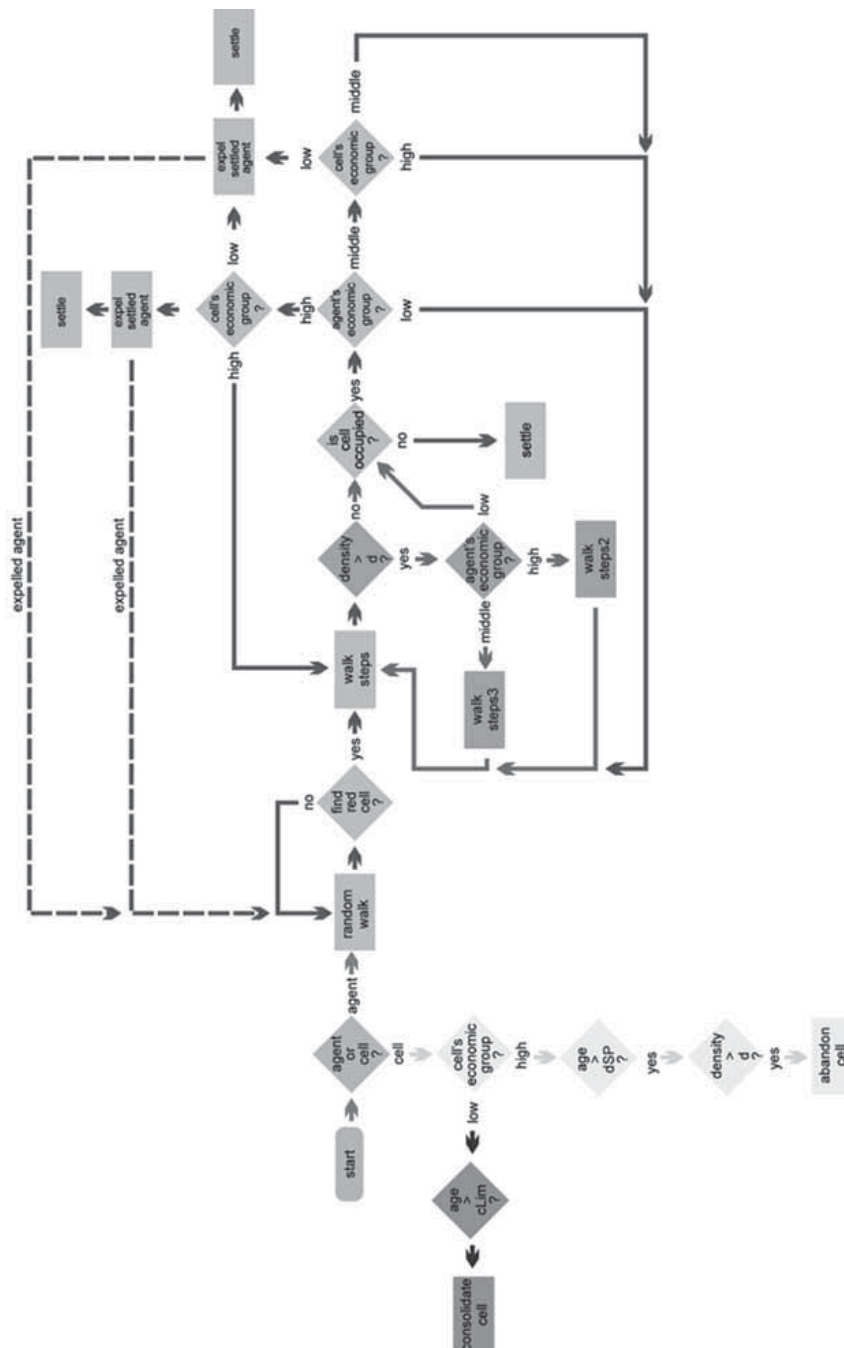 expelled agent
expelled agent
settle
expel
settled
agent
settle
expel
settled
agent
high
cell's
economic
group
?
low
no
high
low
start
agent
or
cell
?
agent
random
walk
find
red
cell
?
yes
walk
steps
density
>
d
?
no
is
cell
occupied
?
yes
agent's
economic
group
?
middle
cell's
economic
group
?
middle
cell
yes
no
low
high
consolidate
cell
age
>
cLim
?
low
cell's
economic
group
?
walk
steps3
middle
agent's
economic
group
?
low
settle
high
high
age
>
dSP
?
walk
steps2
yes
density
>
d
?
yes
abandon
cell